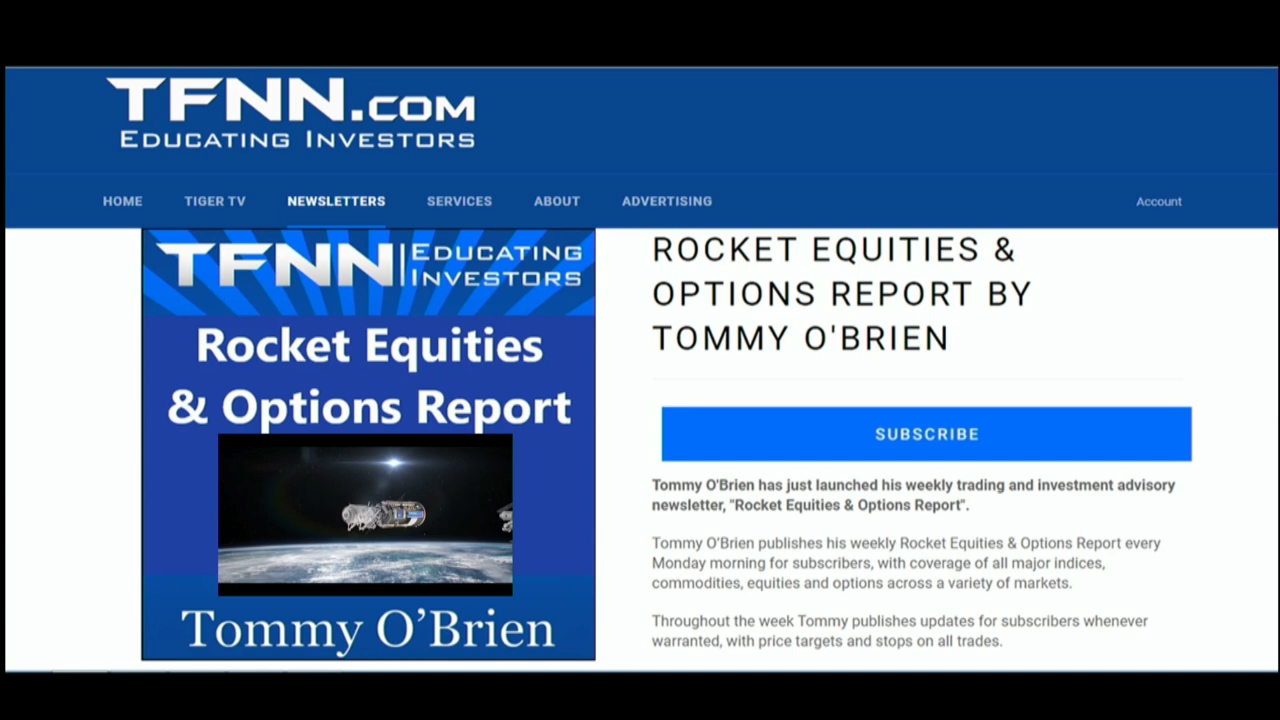 TFNN.COM
EDUCATING INVESTORS
HOME TIGER TV NEWSLETTERS SERVICES ABOUT ADVERTISING Account
TFNN | EDUCATING
INVESTORS
Rocket Equities
& Options Report
Tommy O’Brien
ROCKET EQUITIES &
OPTIONS REPORT BY
TOMMY O'BRIEN
SUBSCRIBE
Tommy O'Brien has just launched his weekly trading and investment advisory
newsletter, "Rocket Equities & Options Report".
Tommy O'Brien publishes his weekly Rocket Equities & Options Report every
Monday morning for subscribers, with coverage of all major indices,
commodities, equities and options across a variety of markets.
Throughout the week Tommy publishes updates for subscribers whenever
warranted, with price targets and stops on all trades.